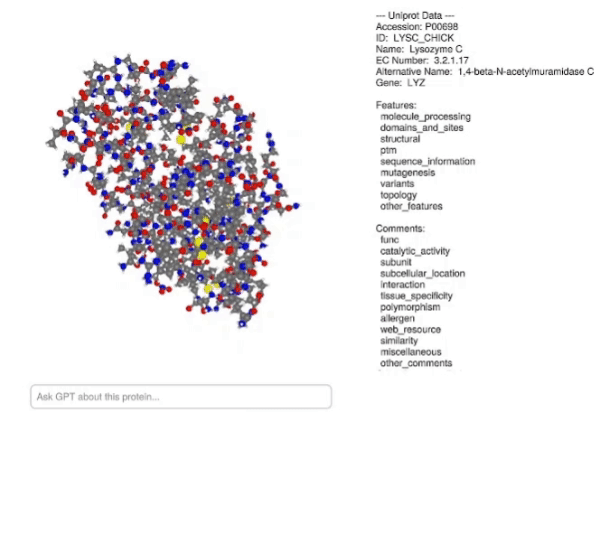 --- Uniprot Data ---
Accession: P00698
ID: LYSC_CHICK
Name: Lysozyme C
EC Number: 3.2.1.17
Alternative Name: 1,4-beta-N-acetylmuramidase C
Gene: LYZ
Features:
molecule_processing
domains_and_sites
structural
ptm
sequence_information
mutagenesis
variants
topology
other_features
Comments:
func
catalytic_activity
subunit
subcellular_location
interaction
tissue_specificity
polymorphism
allergen
web_resource
similarity
miscellaneous
other_comments
Ask GPT about this protein...